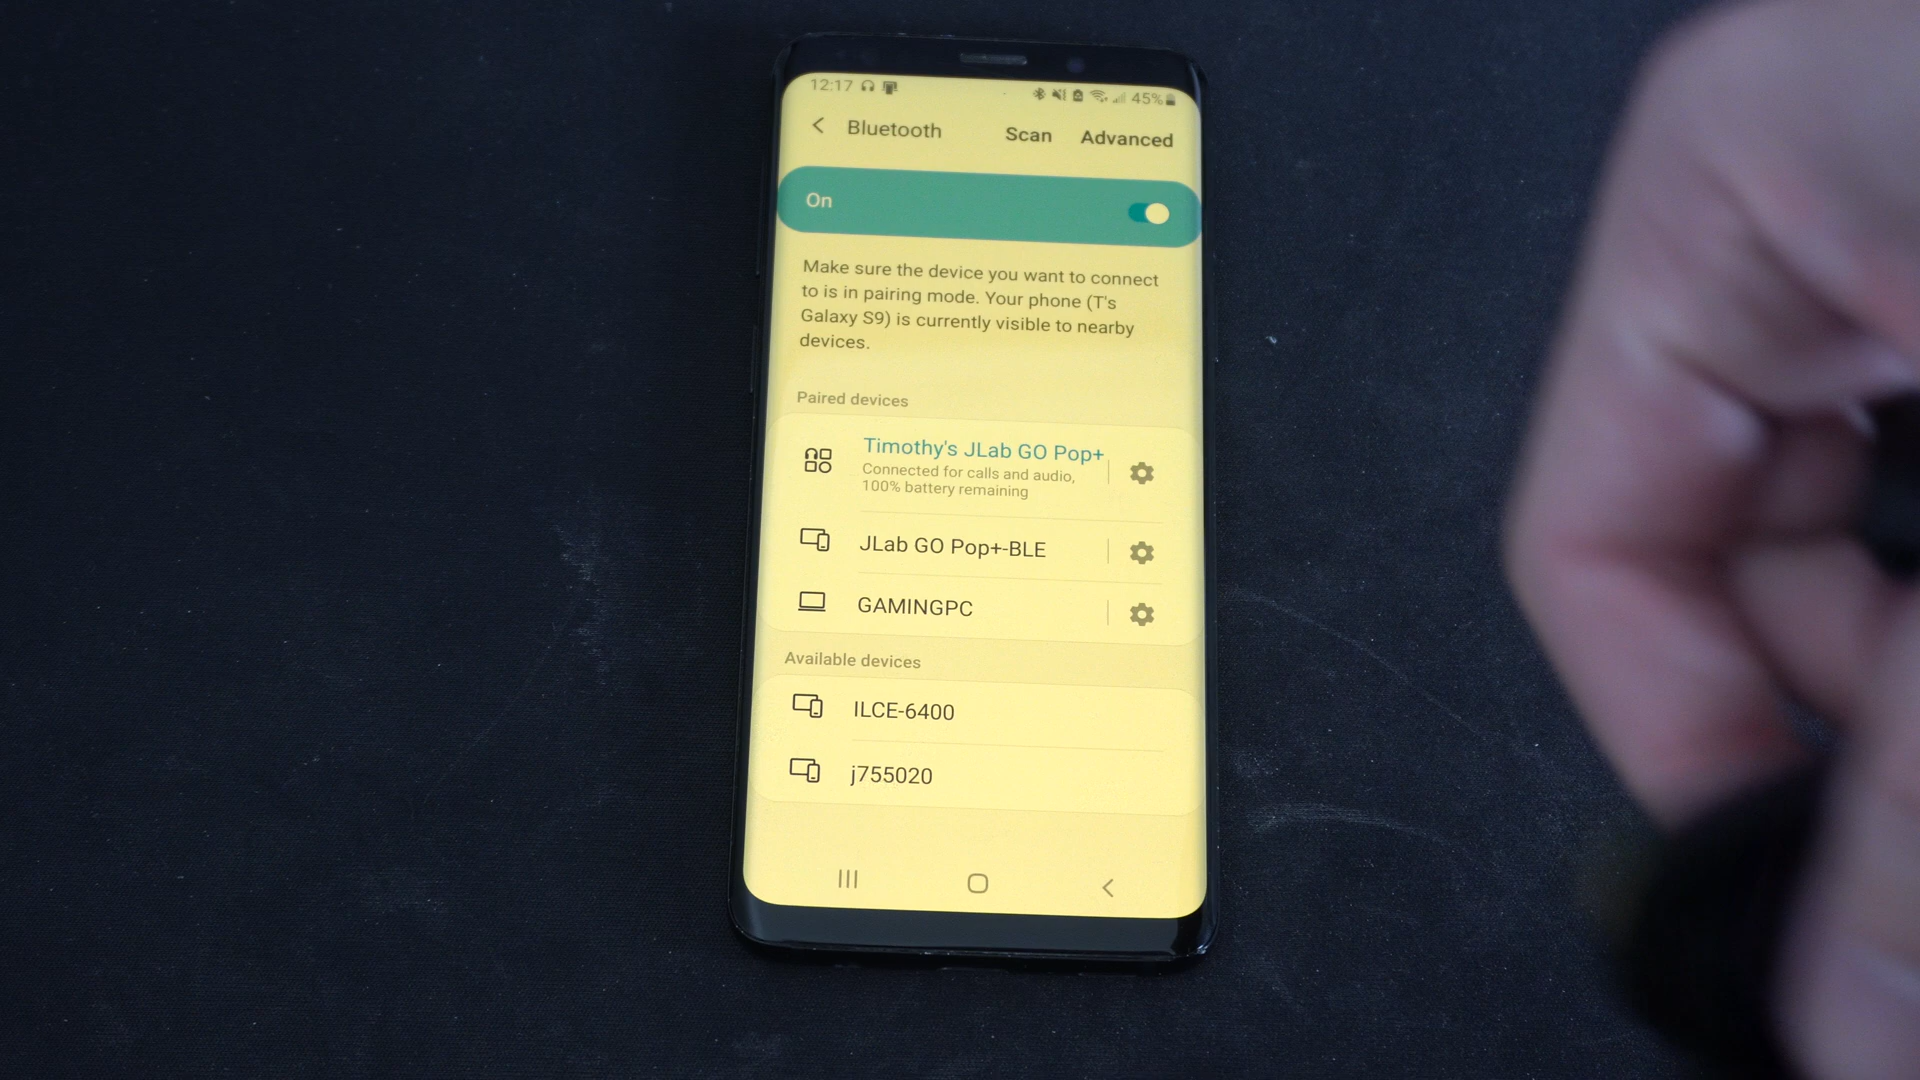 12:17 45%
Bluetooth Scan Advanced
On
Make sure the device you want to connect
to is in pairing mode. Your phone (T's
Galaxy S9) is currently visible to nearby
devices.
Paired devices
Timothy's JLab GO Pop+
Connected for calls and audio,
100% battery remaining
JLab GO Pop+-BLE
GAMINGPC
Available devices
ILCE-6400
j755020